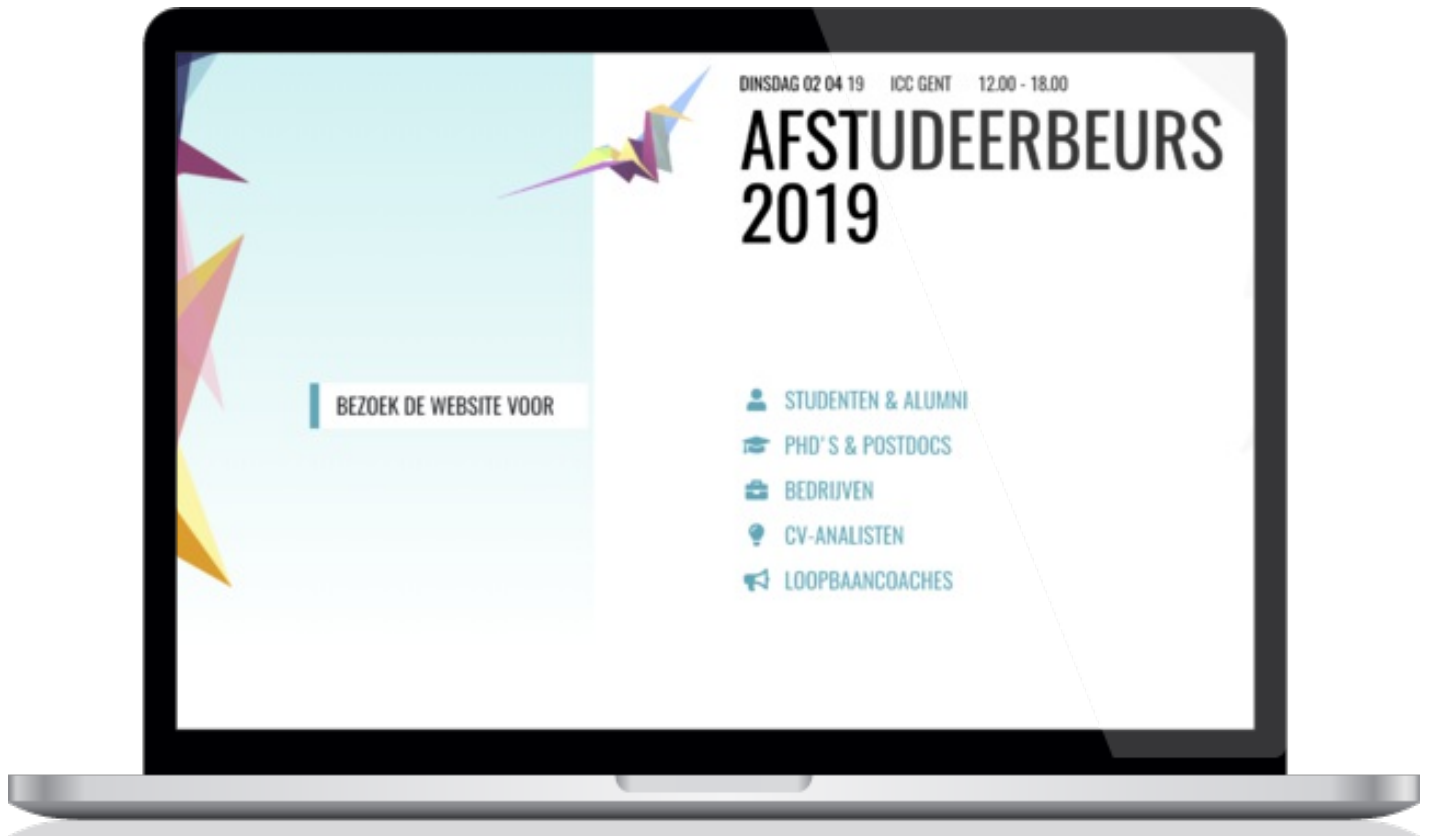 DINSDAG 02 04 19 ICC GENT 12.00 - 18.00
AFSTUDEERBEURS
2019
BEZOEK DE WEBSITE VOOR
STUDENTEN & ALUMNI
PHD'S & POSTDOCS
BEDRIJVEN
CV-ANALISTEN
LOOPBAANCOACHES